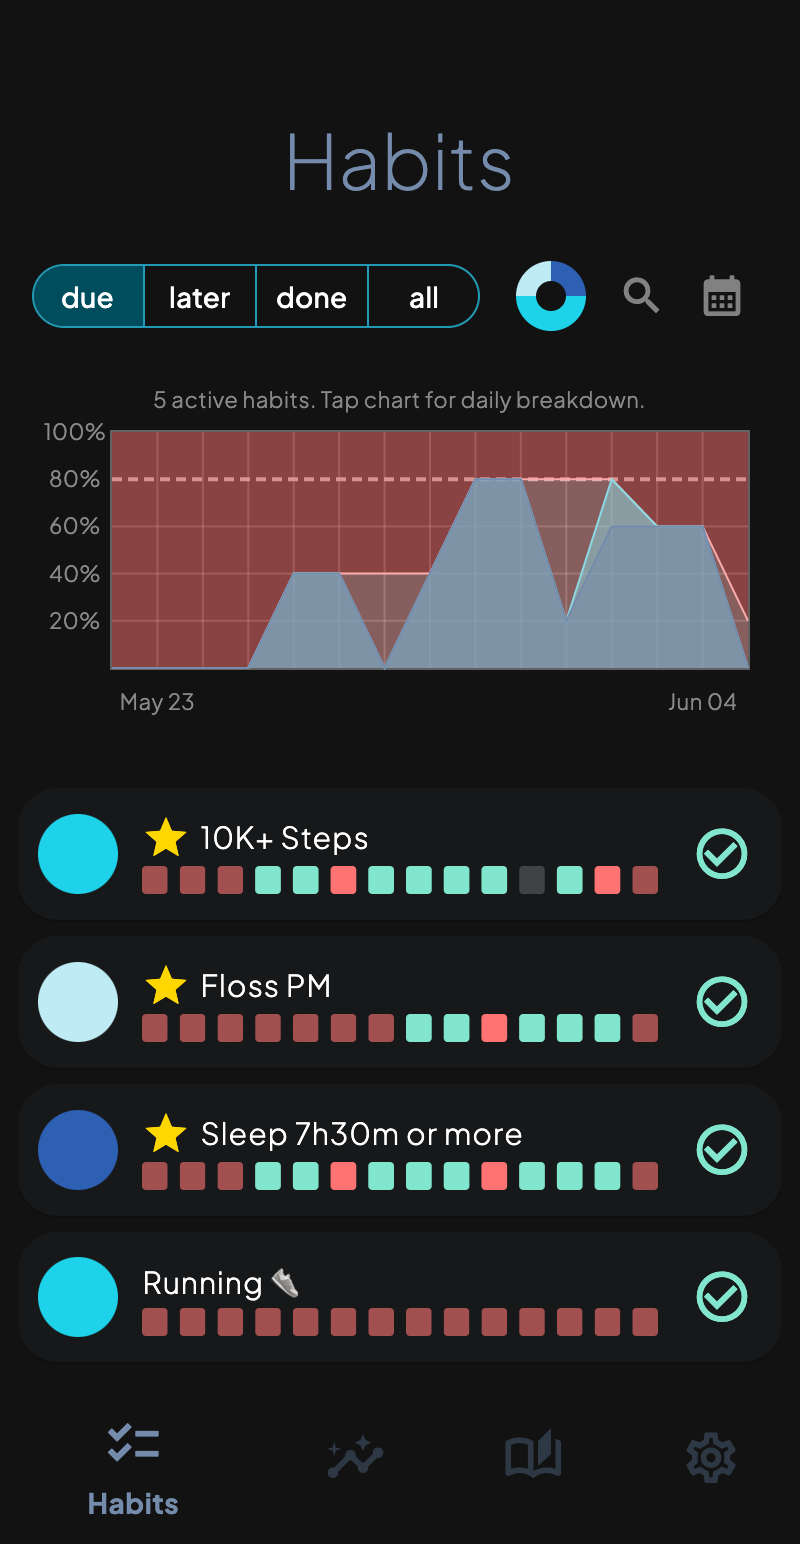 Habits
due later done all
5 active habits. Tap chart for daily breakdown.
100%
80%
60%
40%
20%
May 23 Jun 04
10K+ Steps
Floss PM
Sleep 7h30m or more
Running 👟
Habits